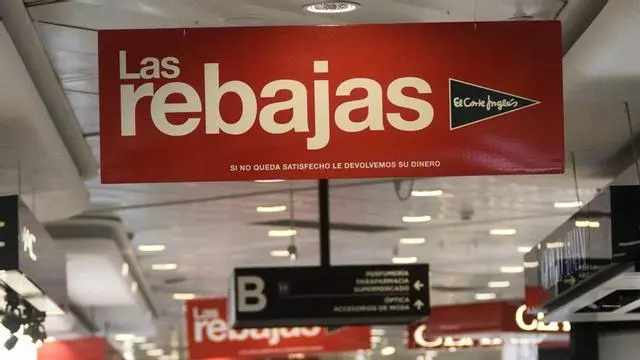 Las
rebajas
El Corte Inglés
SI NO QUEDA SATISFECHO LE DEVOLVEMOS SU DINERO
B
PERFUMERÍA
PARAFARMACIA
SUPERMERCADO
ÓPTICA
ACCESORIOS DE MODA
Las
rebajas